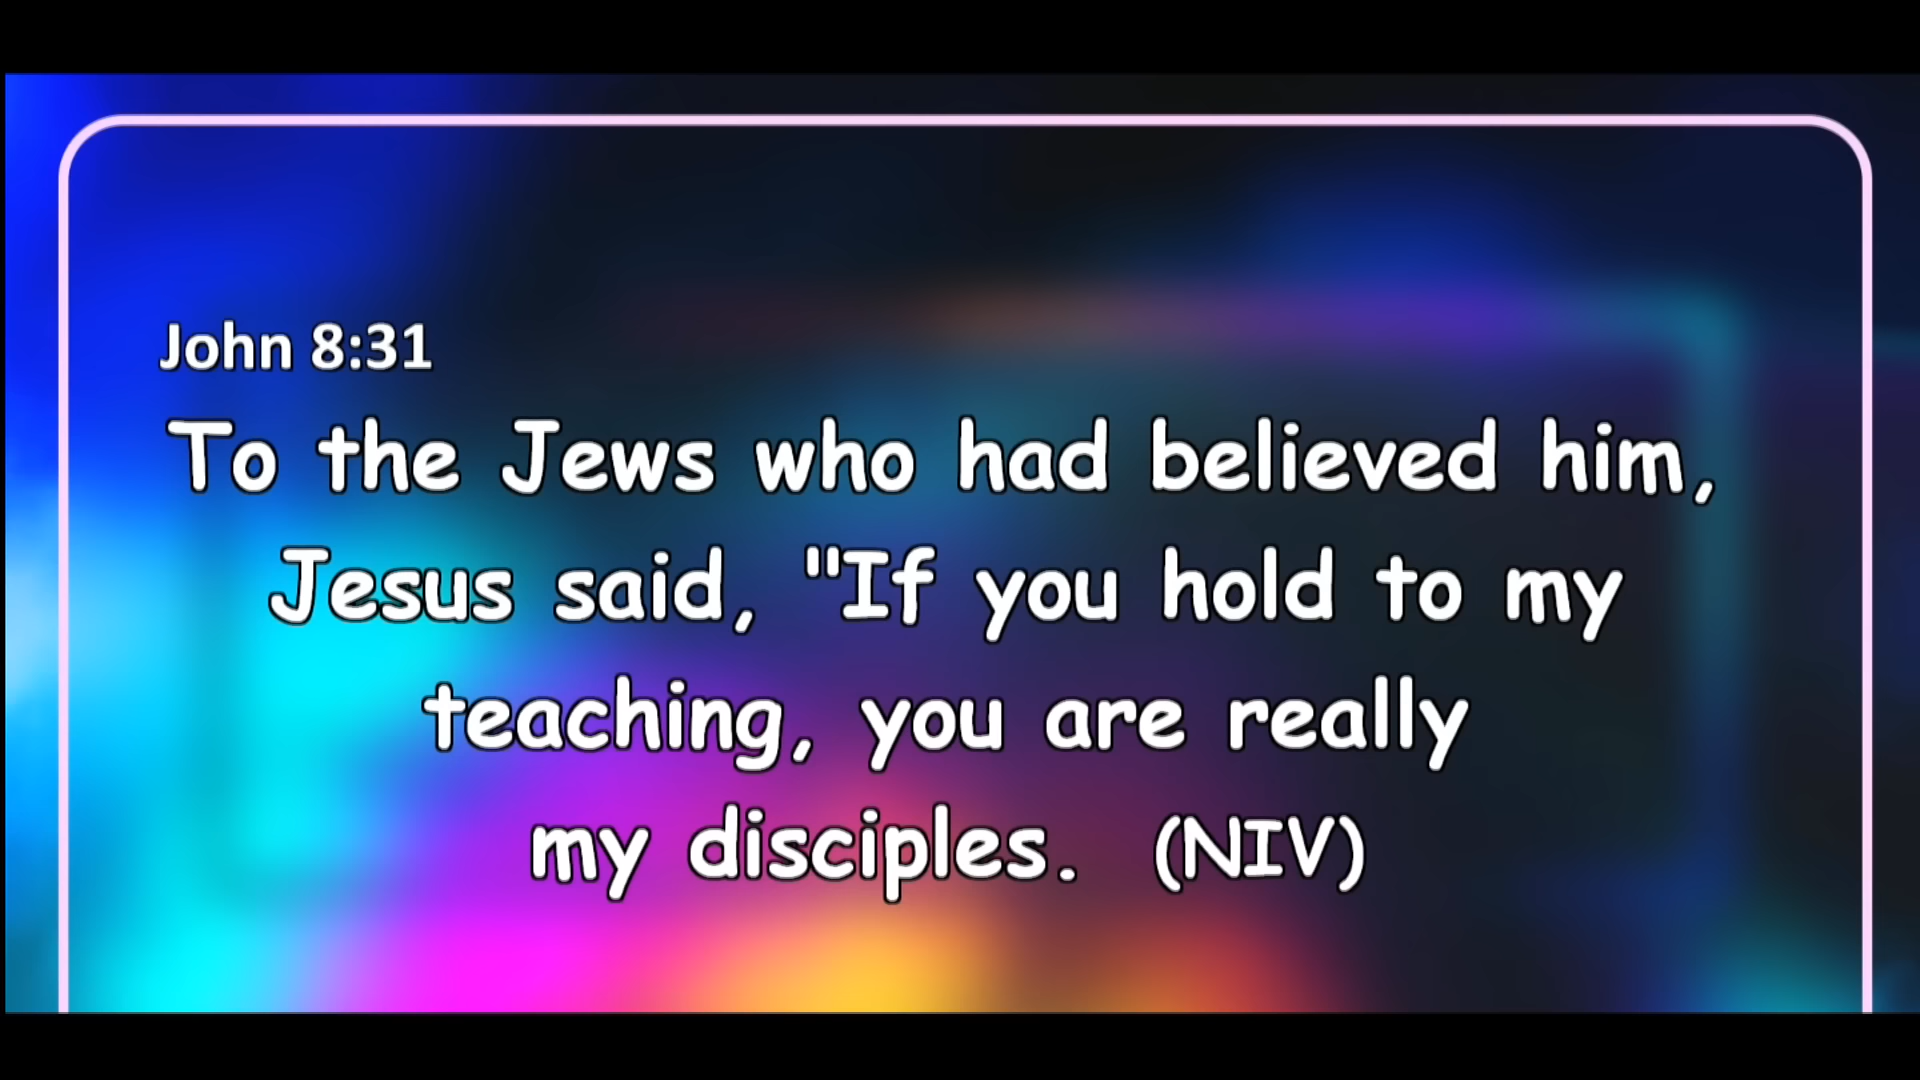 John 8:31
To the Jews who had believed him,
Jesus said, "If you hold to my
teaching, you are really
my disciples. (NIV)